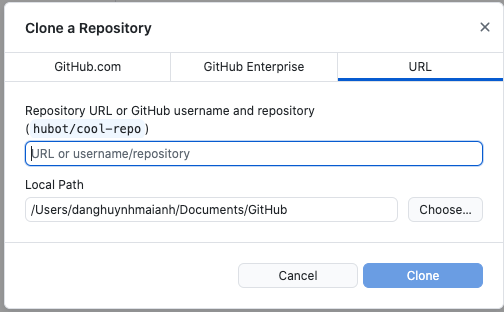 Clone a Repository
GitHub.com
GitHub Enterprise
URL
Repository URL or GitHub username and repository
(hubot/cool-repo)
URL or username/repository
Local Path
/Users/danghuynhmaianh/Documents/GitHub
Choose...
Cancel
Clone